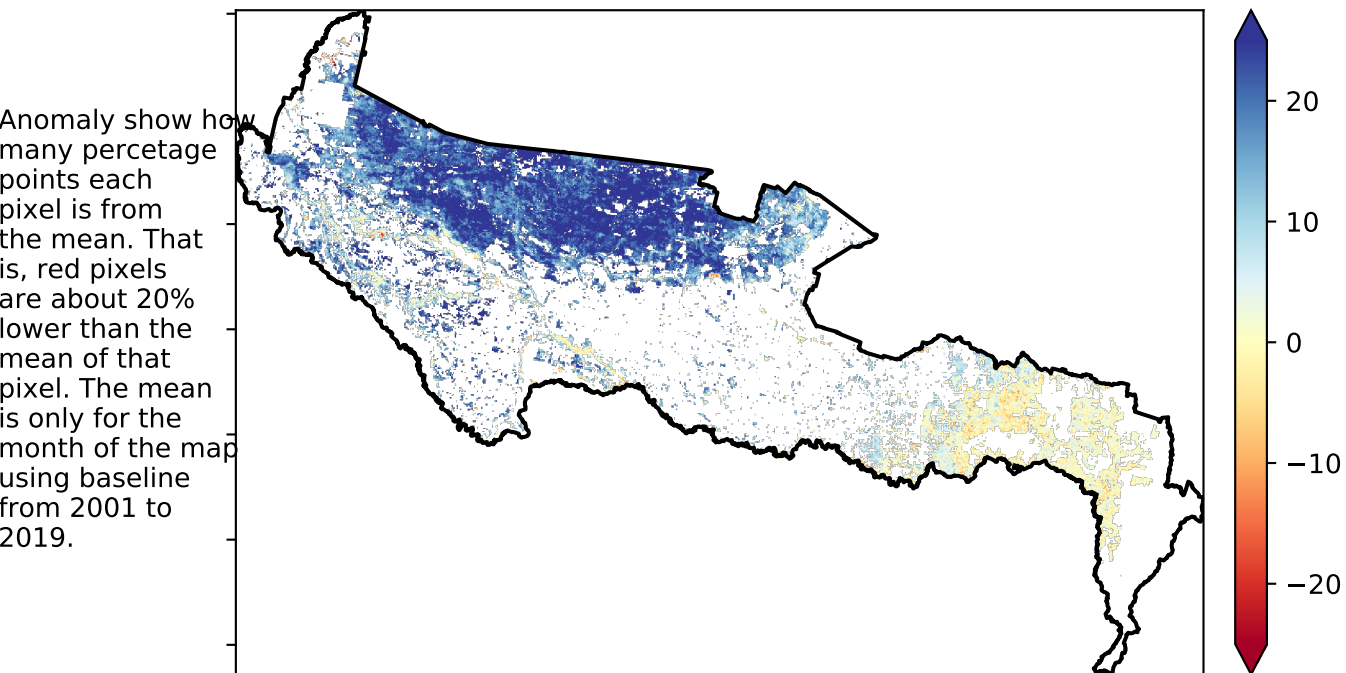 Anomaly show how
many percetage
points each
pixel is from
the mean. That
is, red pixels
are about 20%
lower than the
mean of that
pixel. The mean
is only for the
month of the map
using baseline
from 2001 to
2019.
20
10
0
−10
−20